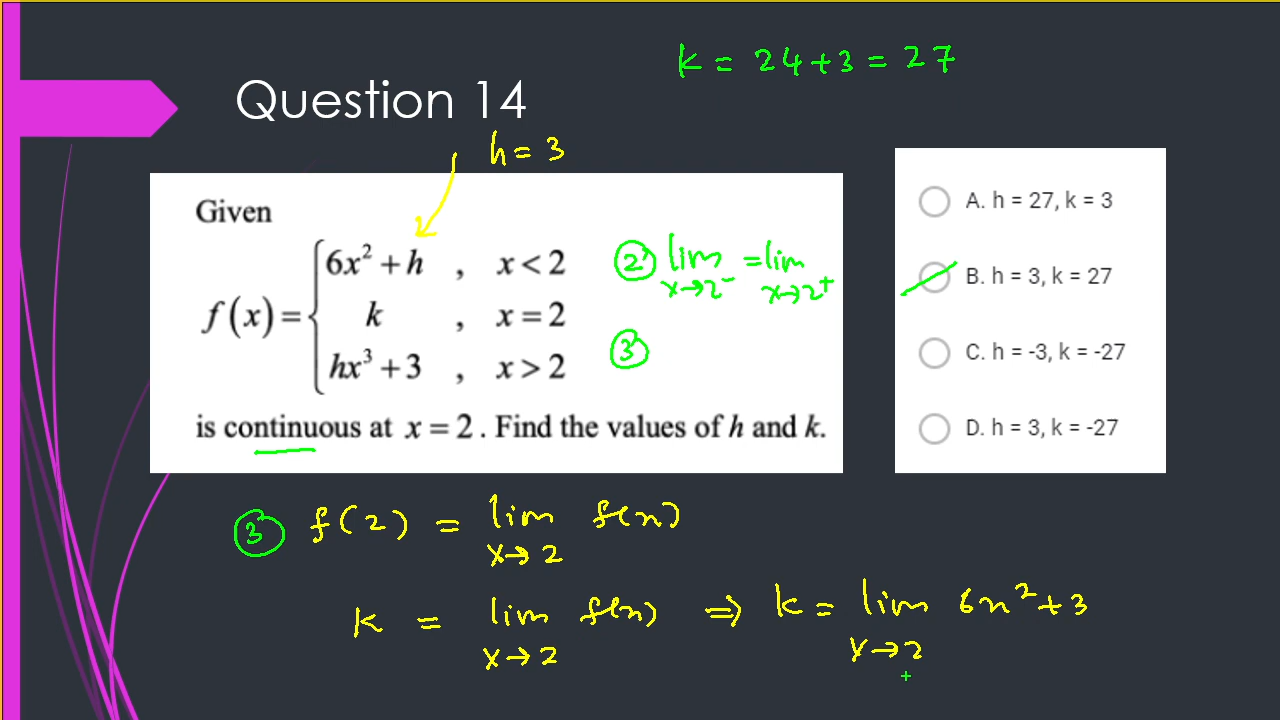 k = 24 + 3 = 27
Question 14
h = 3
Given
f(x) = { 6x² + h , x < 2
k , x = 2
hx³ + 3 , x > 2
is continuous at x = 2. Find the values of h and k.
② lim x→2⁻ = lim x→2⁺
③
A. h = 27, k = 3
B. h = 3, k = 27
C. h = -3, k = -27
D. h = 3, k = -27
③ f(2) = lim x→2 f(x)
k = lim x→2 f(x) ⇒ k = lim x→2 6x² + 3